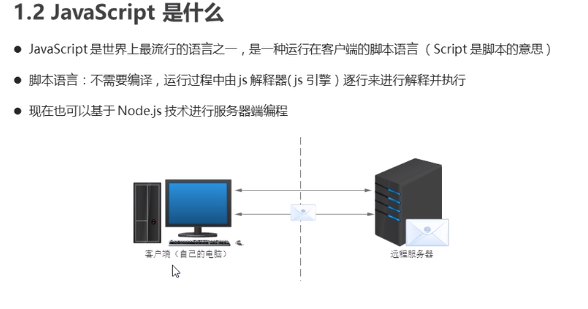 1.2 JavaScript 是什么
● JavaScript 是世界上最流行的语言之一，是一种运行在客户端的脚本语言 （ Script 是脚本的意思 ）
● 脚本语言：不需要编译，运行过程中由 js 解释器( js 引擎 ）逐行来进行解释并执行
● 现在也可以基于 Node.js 技术进行服务器端编程
客户端（自己的电脑） 远程服务器